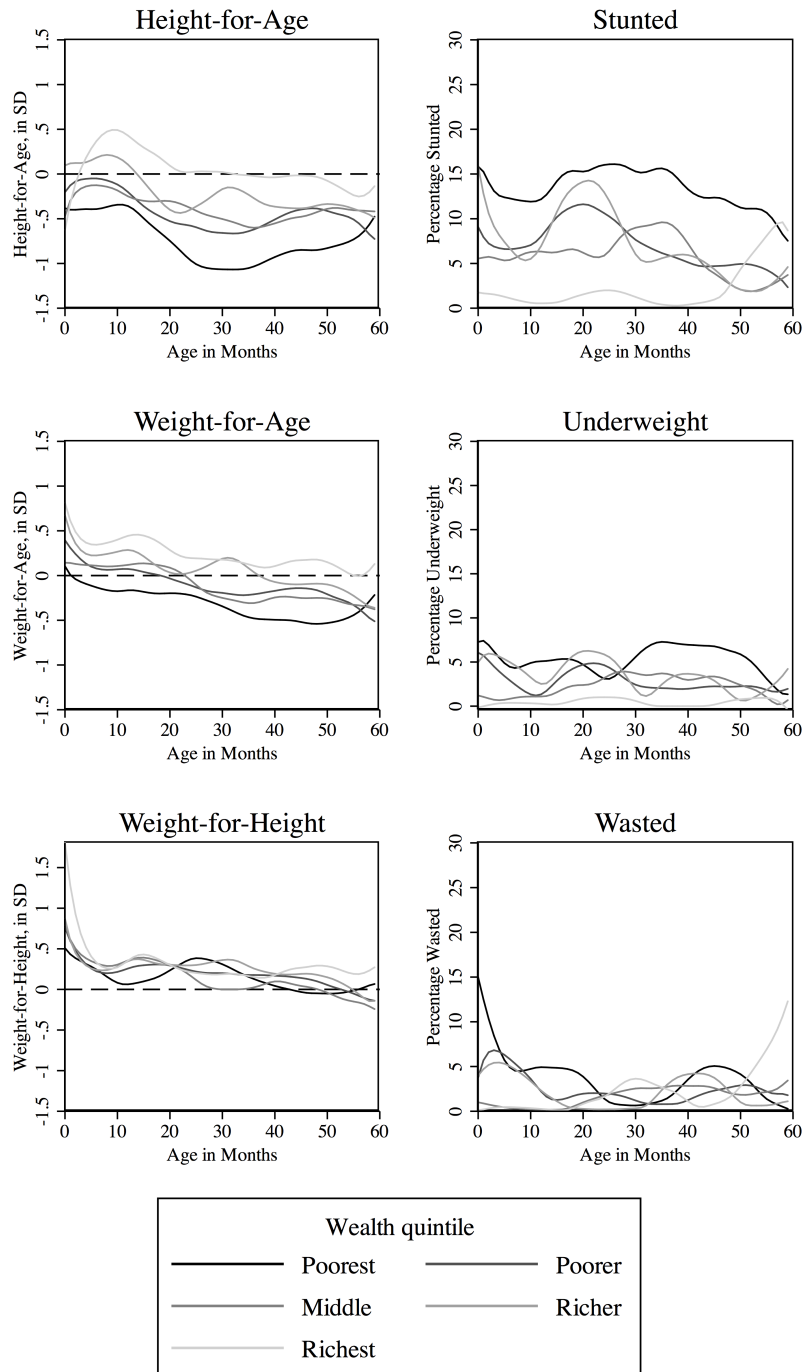 Height-for-Age
Height-for-Age, in SD
1.5
1
.5
0
-.5
-1
-1.5
0 10 20 30 40 50 60
Age in Months
Stunted
Percentage Stunted
30
25
20
15
10
5
0
0 10 20 30 40 50 60
Age in Months
Weight-for-Age
Weight-for-Age, in SD
1.5
1
.5
0
-.5
-1
-1.5
0 10 20 30 40 50 60
Age in Months
Underweight
Percentage Underweight
30
25
20
15
10
5
0
0 10 20 30 40 50 60
Age in Months
Weight-for-Height
Weight-for-Height, in SD
1.5
1
.5
0
-.5
-1
-1.5
0 10 20 30 40 50 60
Age in Months
Wasted
Percentage Wasted
30
25
20
15
10
5
0
0 10 20 30 40 50 60
Age in Months
Wealth quintile
Poorest Poorer
Middle Richer
Richest